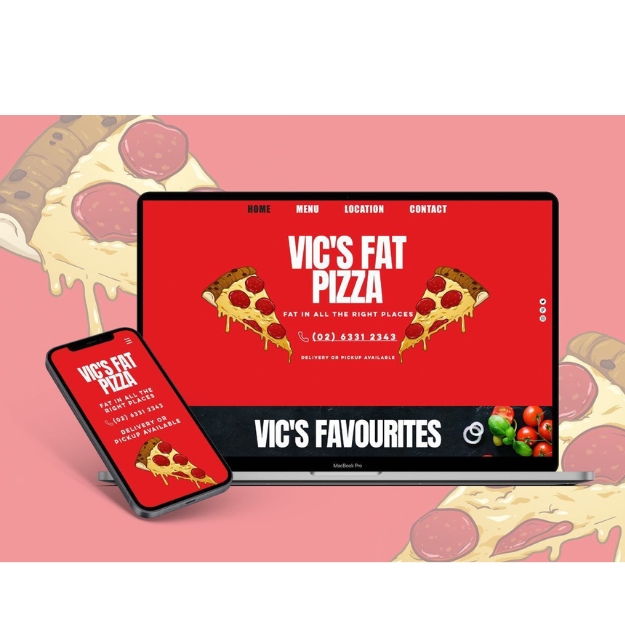 HOME MENU LOCATION CONTACT
VIC'S FAT
PIZZA
FAT IN ALL THE RIGHT PLACES
(02) 6331 2343
DELIVERY OR PICKUP AVAILABLE
VIC'S FAVOURITES
MacBook Pro
VIC'S FAT
PIZZA
FAT IN ALL THE
RIGHT PLACES
(02) 6331 2343
DELIVERY OR
PICKUP AVAILABLE